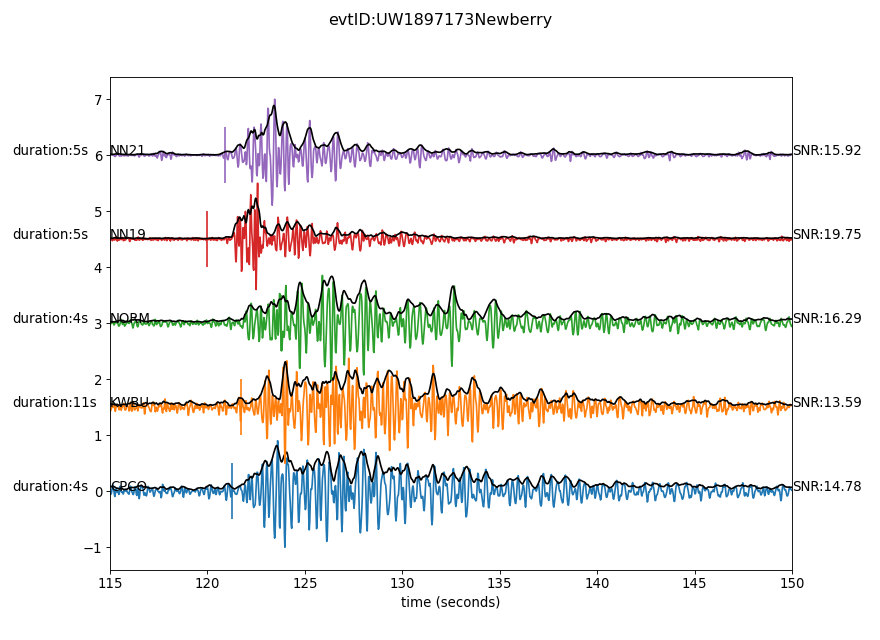 evtID:UW1897173Newberry
7
duration:5s NN21 SNR:15.92
6
5
duration:5s NN19 SNR:19.75
4
duration:4s NORM SNR:16.29
3
2
duration:11s KWBU SNR:13.59
1
duration:4s CPCO SNR:14.78
0
−1
115 120 125 130 135 140 145 150
time (seconds)